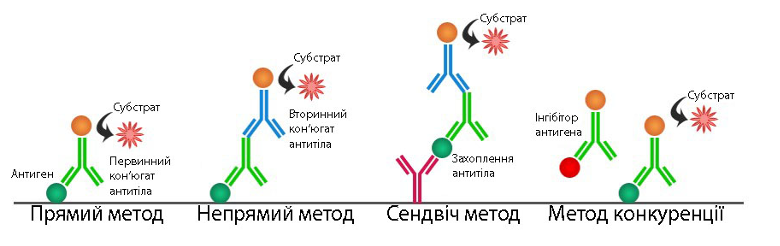 Антиген
Субстрат
Первинний
кон'югат
антитіла
Прямий метод
Субстрат
Вторинний
кон'югат
антитіла
Непрямий метод
Субстрат
Захоплення
антитіла
Сендвіч метод
Інгібітор
антигена
Субстрат
Метод конкуренції